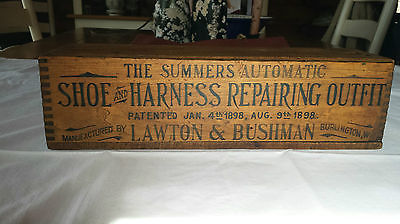 THE SUMMERS AUTOMATIC
SHOE AND HARNESS REPAIRING OUTFIT
PATENTED JAN. 4TH 1898, AUG. 9TH 1898.
MANUFACTURED BY LAWTON & BUSHMAN BURLINGTON,